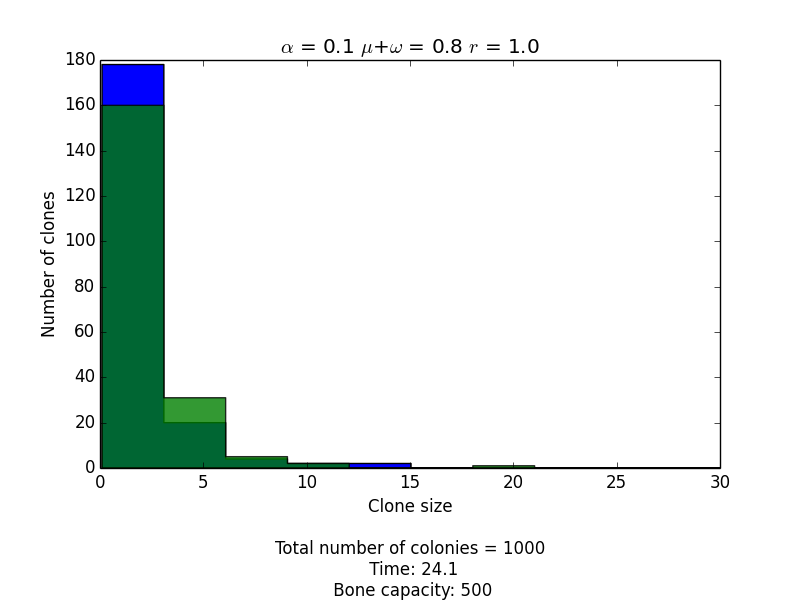 α = 0.1 μ+ω = 0.8 r = 1.0
180
160
140
120
100
80
60
40
20
0
Number of clones
0 5 10 15 20 25 30
Clone size
Total number of colonies = 1000
Time: 24.1
Bone capacity: 500